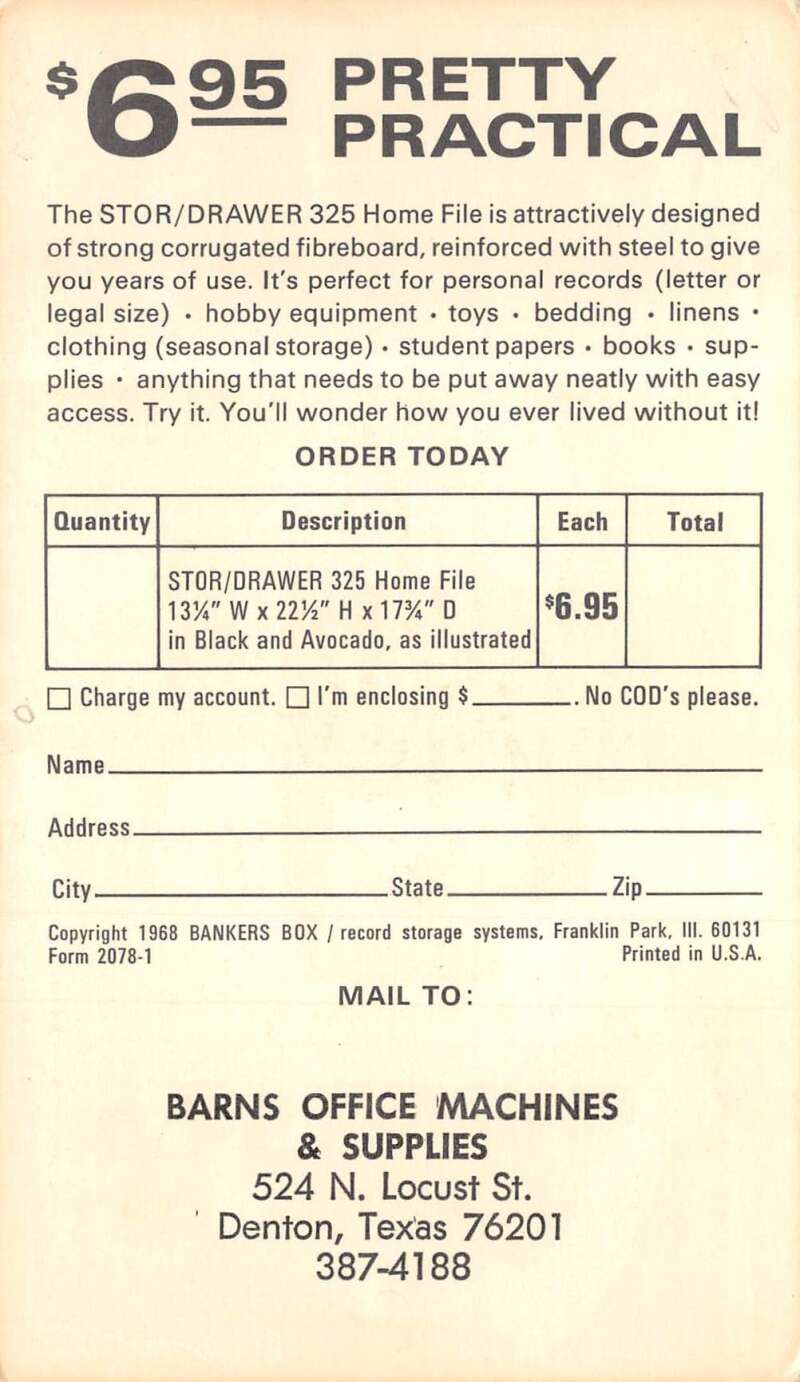 $6.95 PRETTY
PRACTICAL
The STOR/DRAWER 325 Home File is attractively designed
of strong corrugated fibreboard, reinforced with steel to give
you years of use. It's perfect for personal records (letter or
legal size) • hobby equipment • toys • bedding • linens •
clothing (seasonal storage) • student papers • books • sup-
plies • anything that needs to be put away neatly with easy
access. Try it. You'll wonder how you ever lived without it!
ORDER TODAY
Quantity Description Each Total
STOR/DRAWER 325 Home File
13¼" W x 22½" H x 17¾" D
in Black and Avocado, as illustrated
$6.95
☐ Charge my account. ☐ I'm enclosing $________. No COD's please.
Name
Address
City State Zip
Copyright 1968 BANKERS BOX / record storage systems, Franklin Park, Ill. 60131
Form 2078-1 Printed in U.S.A.
MAIL TO:
BARNS OFFICE MACHINES
& SUPPLIES
524 N. Locust St.
Denton, Texas 76201
387-4188